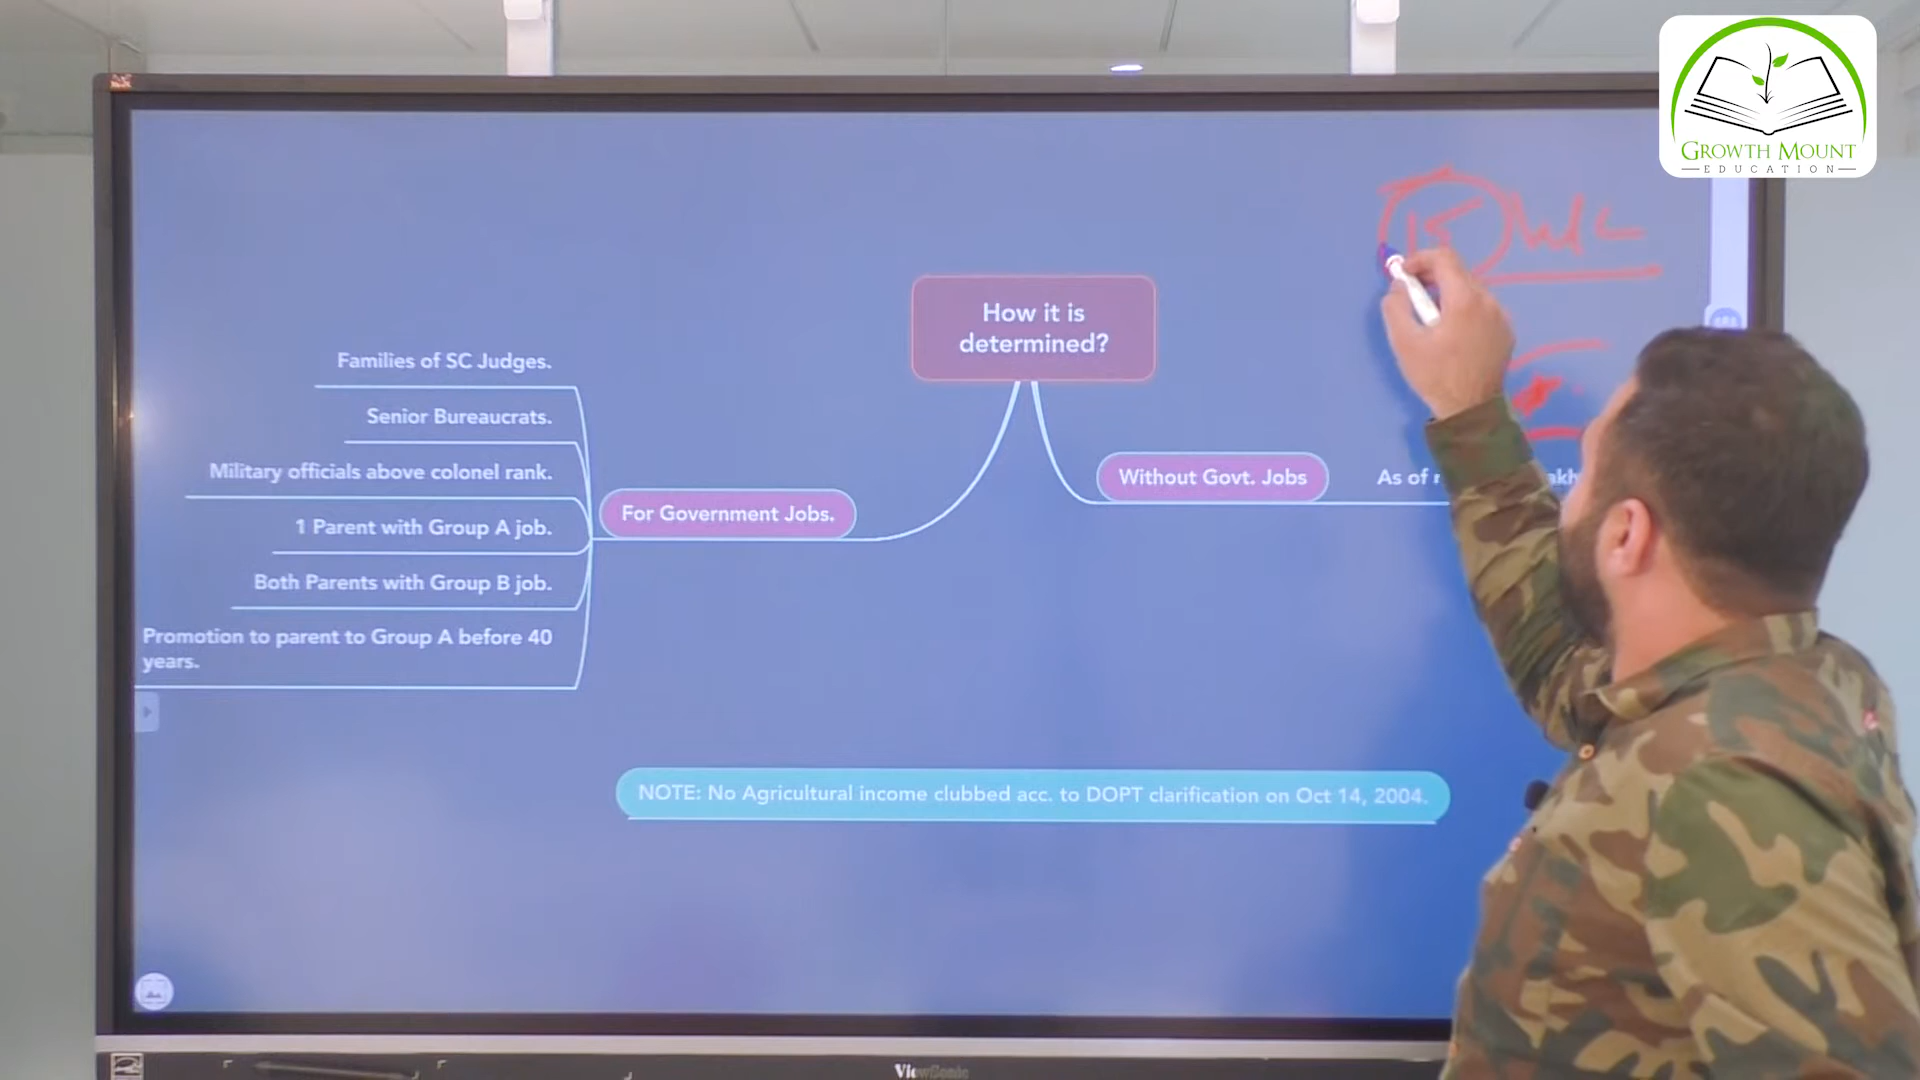 GROWTH MOUNT
EDUCATION
15
How it is
determined?
Families of SC Judges.
Senior Bureaucrats.
Military officials above colonel rank.
1 Parent with Group A job.
Both Parents with Group B job.
Promotion to parent to Group A before 40
years.
For Government Jobs.
Without Govt. Jobs
As of
NOTE: No Agricultural income clubbed acc. to DOPT clarification on Oct 14, 2004.
ViewSonic